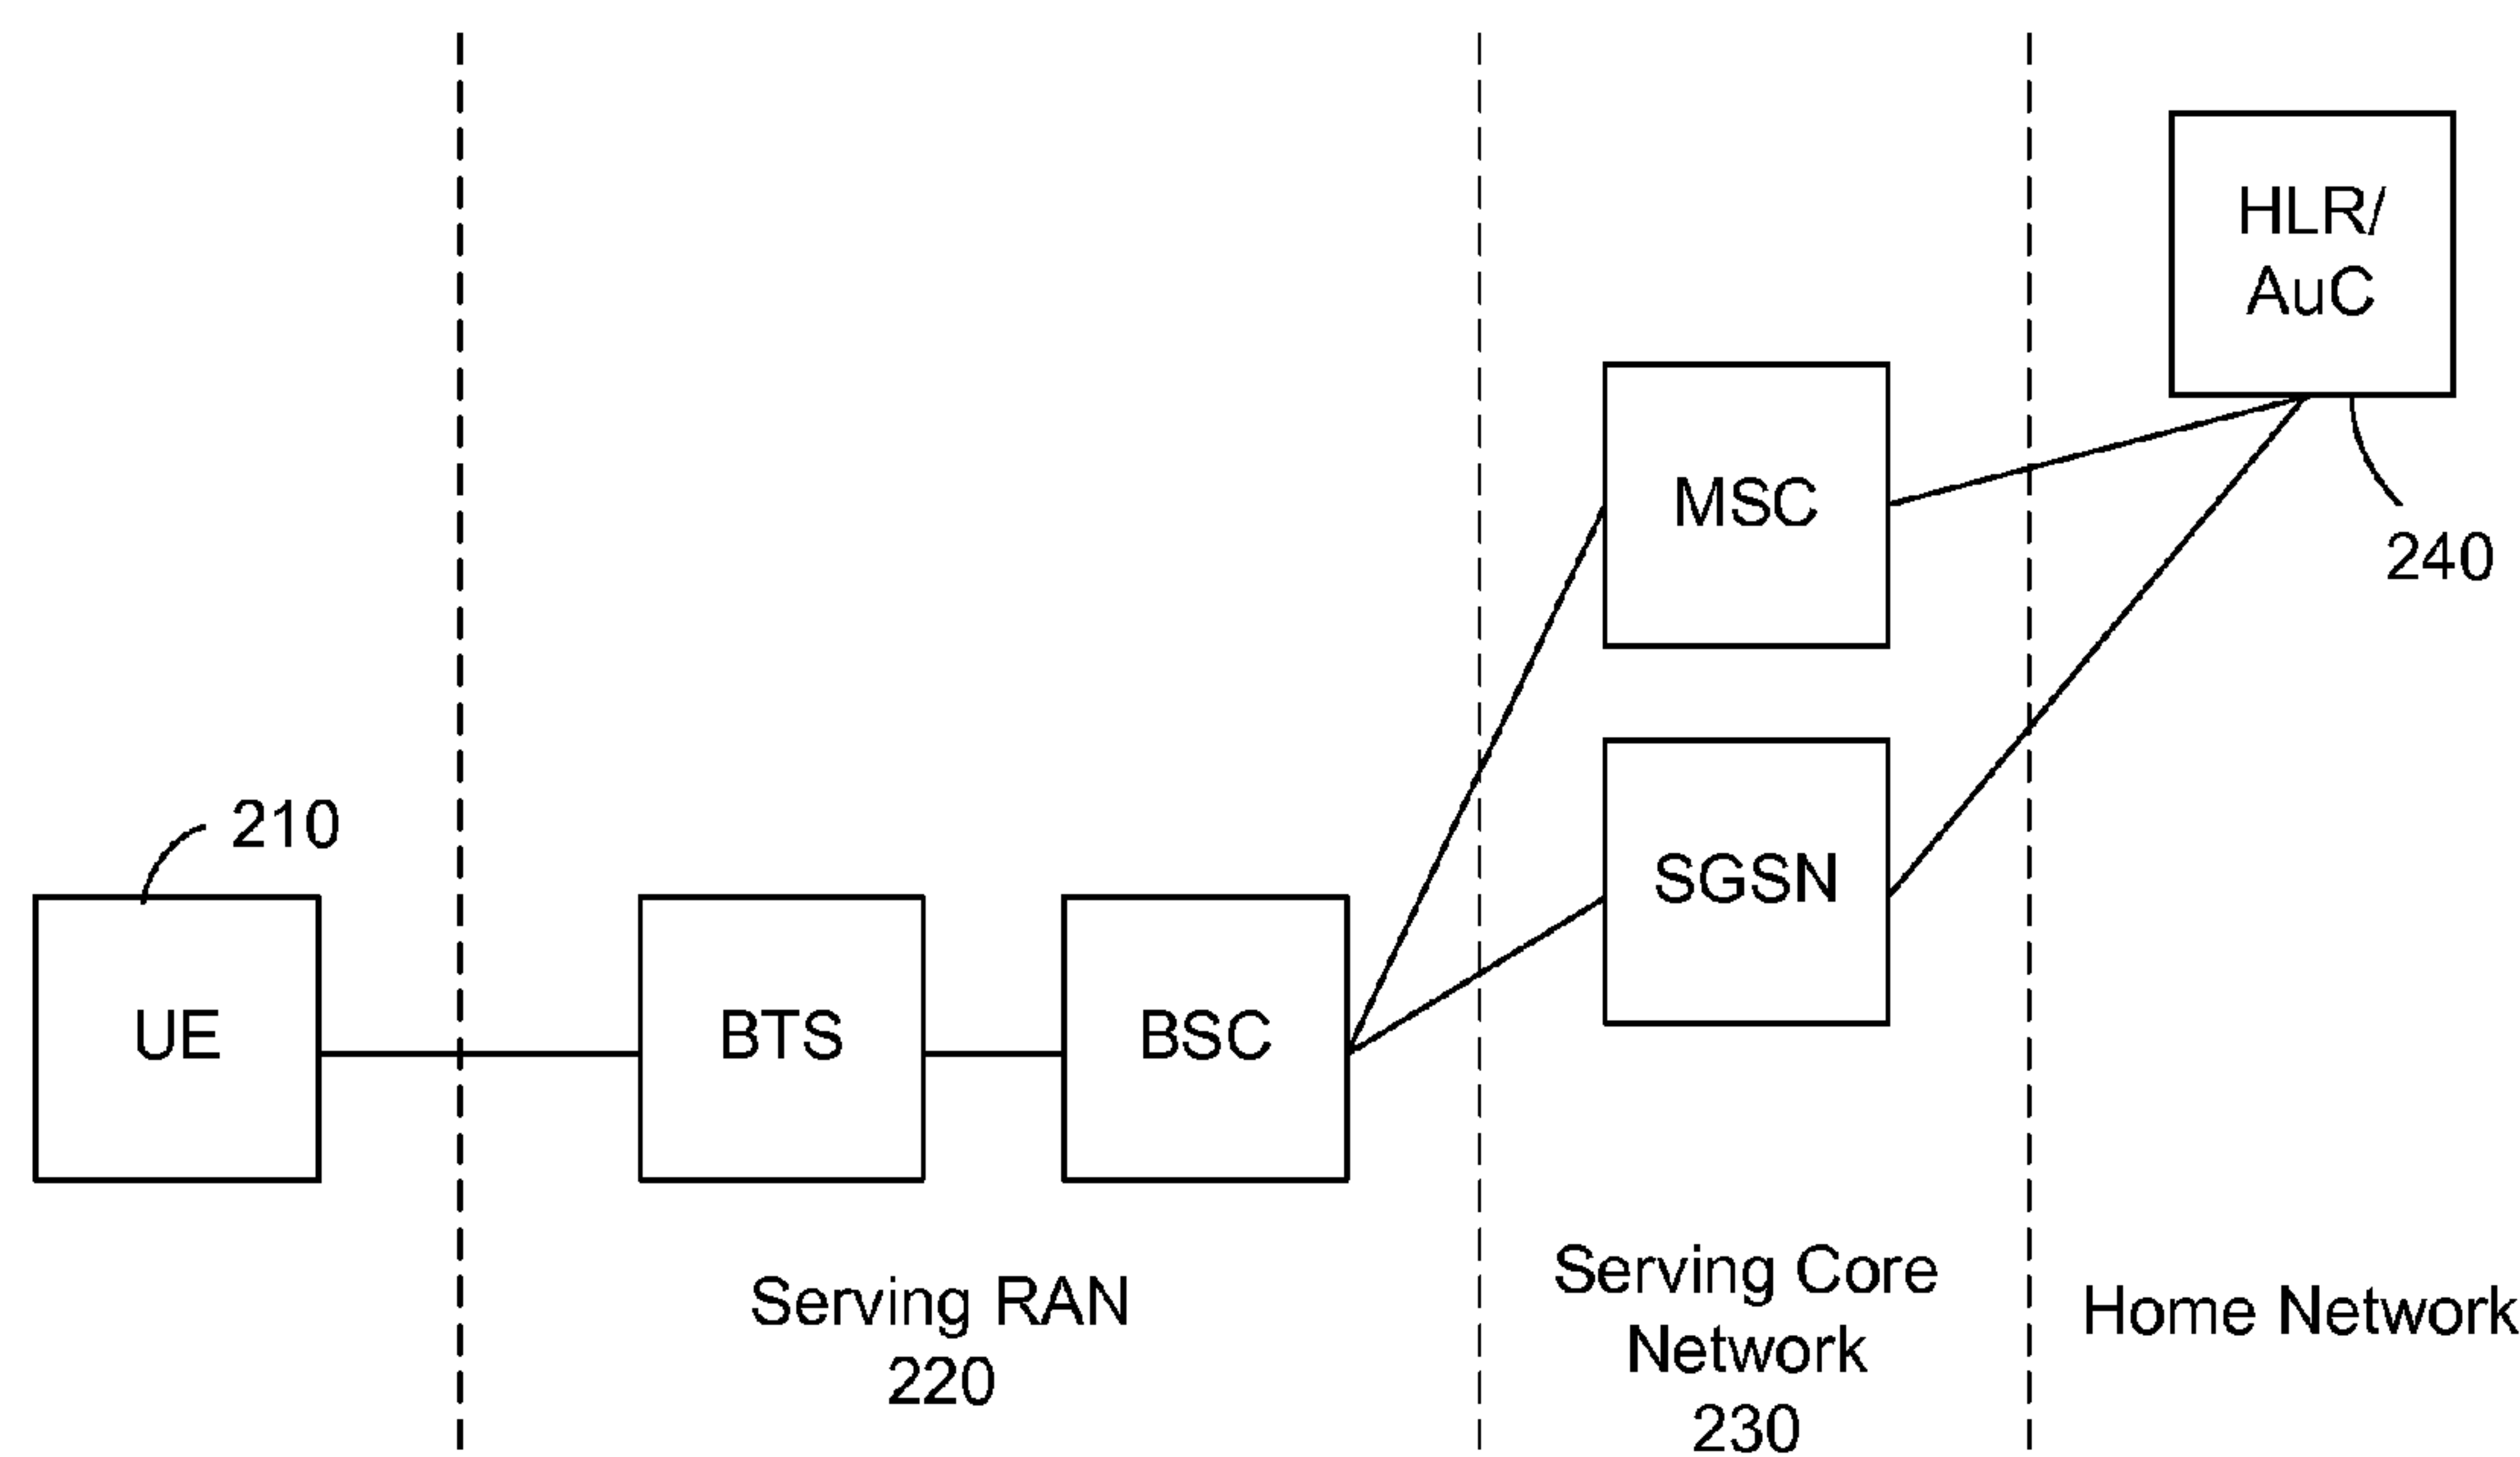 HLR/
AuC
MSC
240
210
SGSN
UE
BTS
BSC
Serving RAN
220
Serving Core
Network
230
Home Network